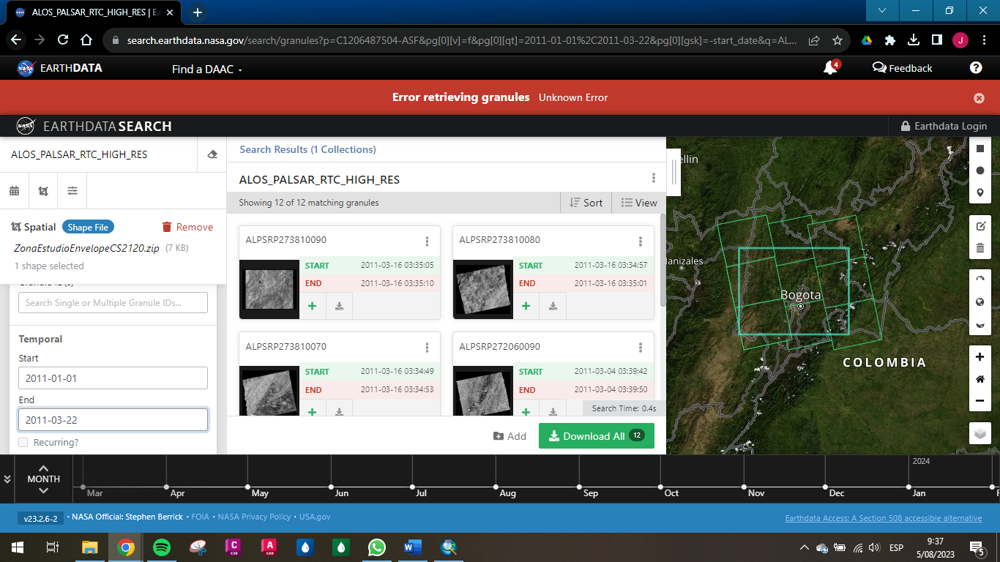 ALOS_PALSAR_RTC_HIGH_RES | Ea
search.earthdata.nasa.gov/search/granules?p=C1206487504-ASF&pg[0][v]=f&pg[0][qt]=2011-01-01%2C2011-03-22&pg[0][gsk]=-start_date&q=AL...
J
NASA
EARTHDATA
Find a DAAC
4
Feedback
?
Error retrieving granules Unknown Error
NASA
EARTHDATA SEARCH
Earthdata Login
ALOS_PALSAR_RTC_HIGH_RES
Spatial Shape File Remove
ZonaEstudioEnvelopeCS2120.zip (7 KB)
1 shape selected
Granule ID(s)
Search Single or Multiple Granule IDs...
Temporal
Start
2011-01-01
End
2011-03-22
Recurring?
Search Results (1 Collections)
ALOS_PALSAR_RTC_HIGH_RES
Showing 12 of 12 matching granules
Sort
View
ALPSRP273810090
START 2011-03-16 03:35:05
END 2011-03-16 03:35:10
ALPSRP273810080
START 2011-03-16 03:34:57
END 2011-03-16 03:35:01
ALPSRP273810070
START 2011-03-16 03:34:49
END 2011-03-16 03:34:53
ALPSRP272060090
START 2011-03-04 03:39:42
END 2011-03-04 03:39:50
Search Time: 0.4s
Add
Download All 12
ellin
lanizales
Bogota
COLOMBIA
MONTH
2024
Mar Apr May Jun Jul Aug Sep Oct Nov Dec Jan F
v23.2.6-2 • NASA Official: Stephen Berrick • FOIA • NASA Privacy Policy • USA.gov
Earthdata Access: A Section 508 accessible alternative
C
C3D
A
CAD
W
ESP
9:37
5/08/2023
5